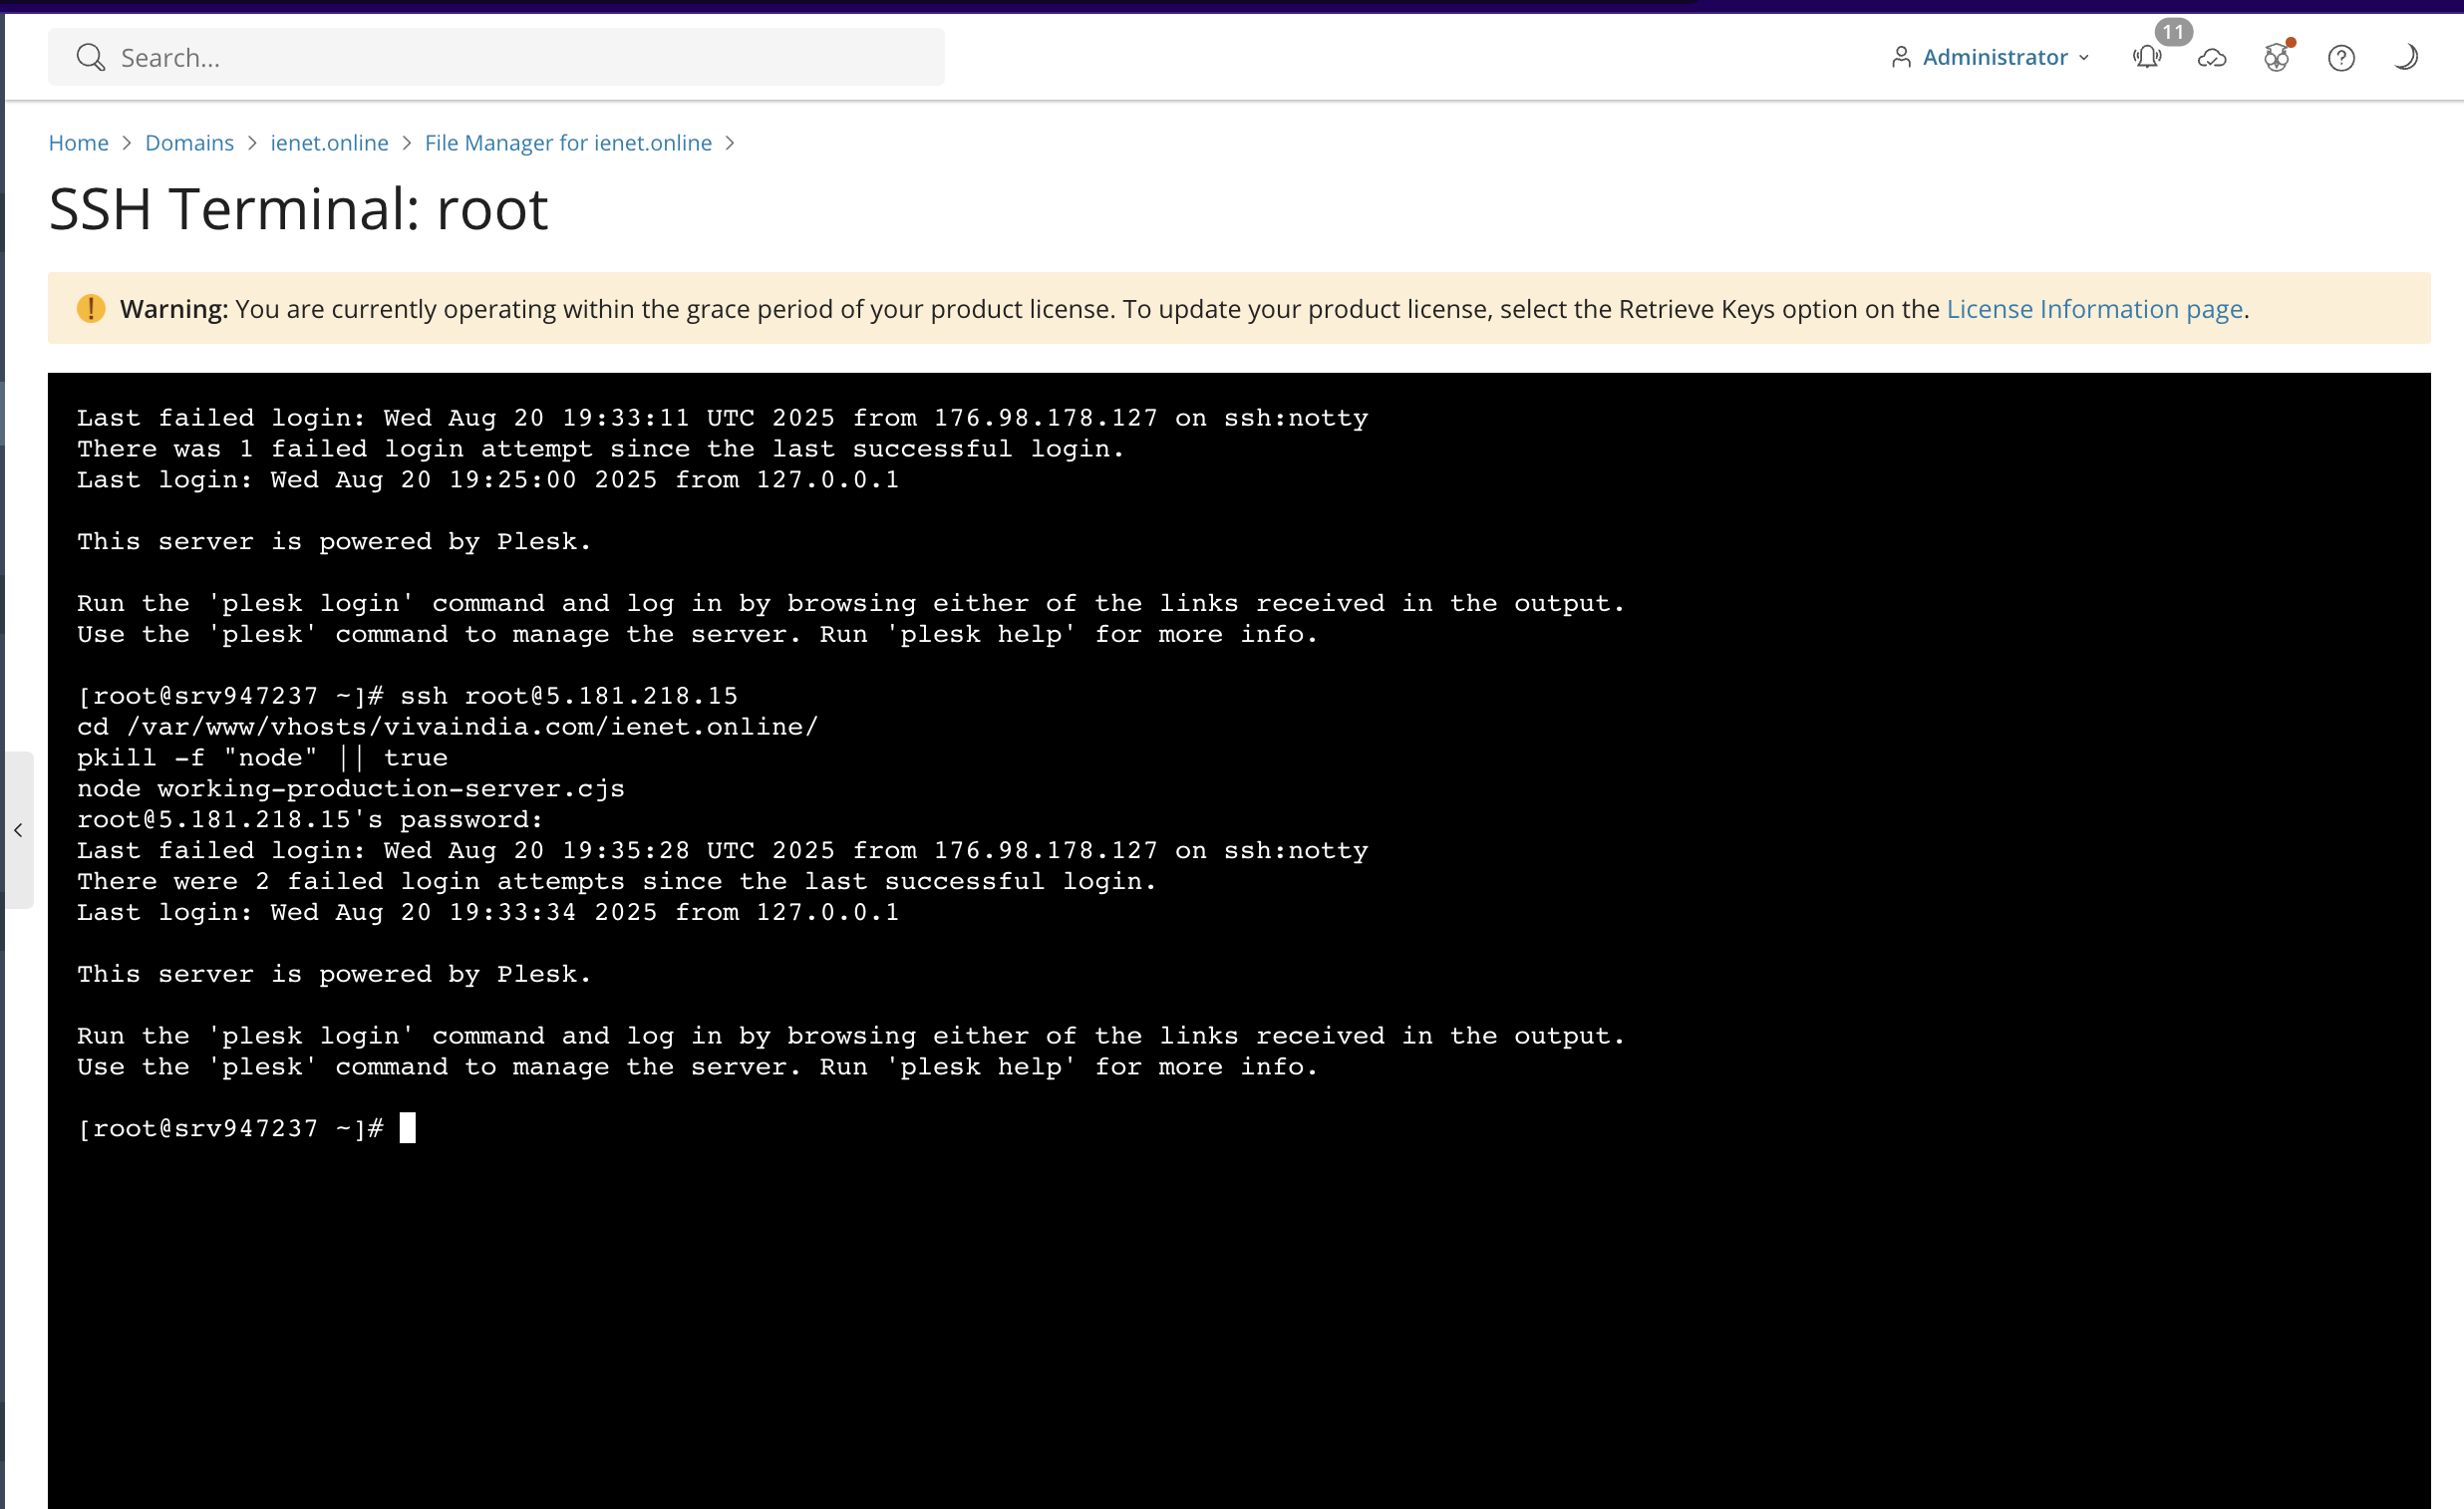 Search...
Administrator
11
Home > Domains > ienet.online > File Manager for ienet.online >
SSH Terminal: root
Warning: You are currently operating within the grace period of your product license. To update your product license, select the Retrieve Keys option on the License Information page.
Last failed login: Wed Aug 20 19:33:11 UTC 2025 from 176.98.178.127 on ssh:notty
There was 1 failed login attempt since the last successful login.
Last login: Wed Aug 20 19:25:00 2025 from 127.0.0.1
This server is powered by Plesk.
Run the 'plesk login' command and log in by browsing either of the links received in the output.
Use the 'plesk' command to manage the server. Run 'plesk help' for more info.
[root@srv947237 ~]# ssh root@5.181.218.15
cd /var/www/vhosts/vivaindia.com/ienet.online/
pkill -f "node" || true
node working-production-server.cjs
root@5.181.218.15's password:
Last failed login: Wed Aug 20 19:35:28 UTC 2025 from 176.98.178.127 on ssh:notty
There were 2 failed login attempts since the last successful login.
Last login: Wed Aug 20 19:33:34 2025 from 127.0.0.1
This server is powered by Plesk.
Run the 'plesk login' command and log in by browsing either of the links received in the output.
Use the 'plesk' command to manage the server. Run 'plesk help' for more info.
[root@srv947237 ~]#